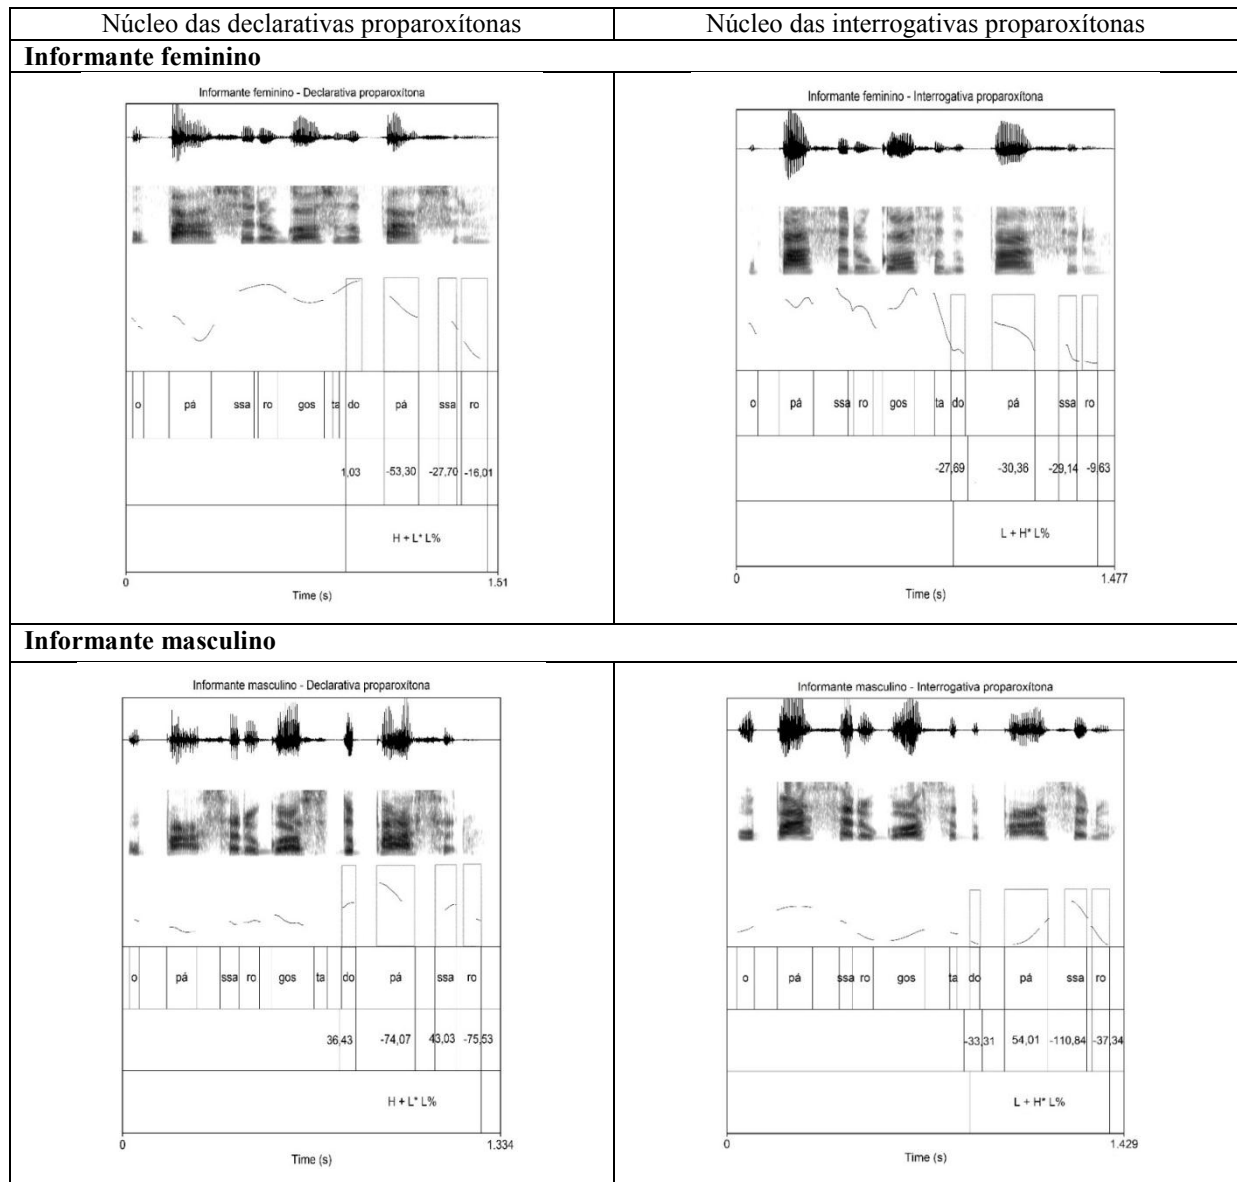 Núcleo das declarativas proparoxítonas
Núcleo das interrogativas proparoxítonas
Informante feminino
Informante feminino - Declarativa proparoxítona
o pá ssa ro gos ta do pá ssa ro
1,03 -53,30 -27,70 -16,01
H + L* L%
0 1.51
Time (s)
Informante feminino - Interrogativa proparoxítona
o pá ssa ro gos ta do pá ssa ro
-27,69 -30,36 -29,14 -9,63
L + H* L%
0 1.477
Time (s)
Informante masculino
Informante masculino - Declarativa proparoxítona
o pá ssa ro gos ta do pá ssa ro
36,43 -74,07 43,03 -75,53
H + L* L%
0 1.334
Time (s)
Informante masculino - Interrogativa proparoxítona
o pá ssa ro gos ta do pá ssa ro
-33,31 54,01 -110,84 -37,34
L + H* L%
0 1.429
Time (s)